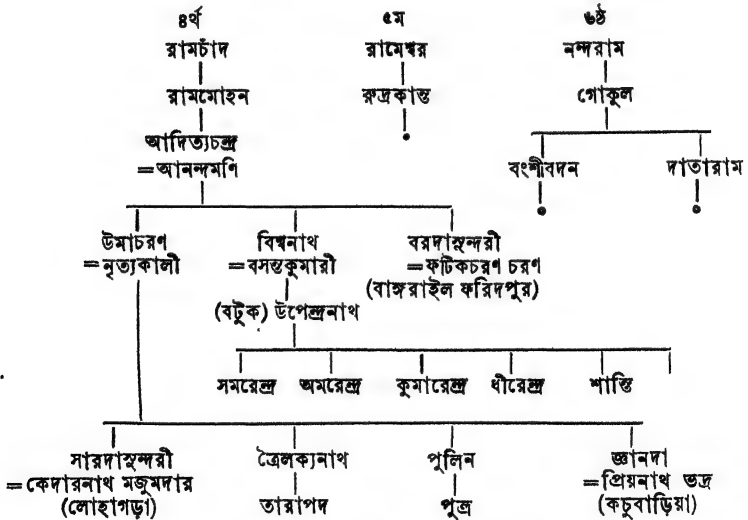 ৪র্থ ৫ম ৬ষ্ঠ
রামচাঁদ রামেশ্বর নন্দরাম
রামমোহন রুদ্রকান্ত গোকুল
আদিত্যচন্দ্র
=আনন্দমণি বংশীবদন দাতারাম
উমাচরণ বিশ্বনাথ বরদাসুন্দরী
=নৃত্যকালী =বসন্তকুমারী =ফটিকচরণ চরণ
(বাঙ্গরাইল ফরিদপুর)
(বটুক) উপেন্দ্রনাথ
সমরেন্দ্র অমরেন্দ্র কুমারেন্দ্র ধীরেন্দ্র শান্তি
সারদাসুন্দরী ত্রৈলক্যনাথ পুলিন জ্ঞানদা
=কেদারনাথ মজুমদার =প্রিয়নাথ ভদ্র
(লোহাগড়া) তারাপদ পুত্র (কচুবাড়িয়া)